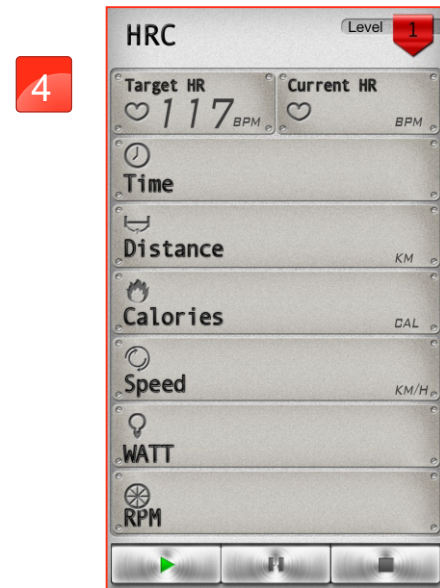 4
HRC
Level 1
Target HR
117 BPM
Current HR
BPM
Time
Distance
KM
Calories
CAL
Speed
KM/H
WATT
RPM